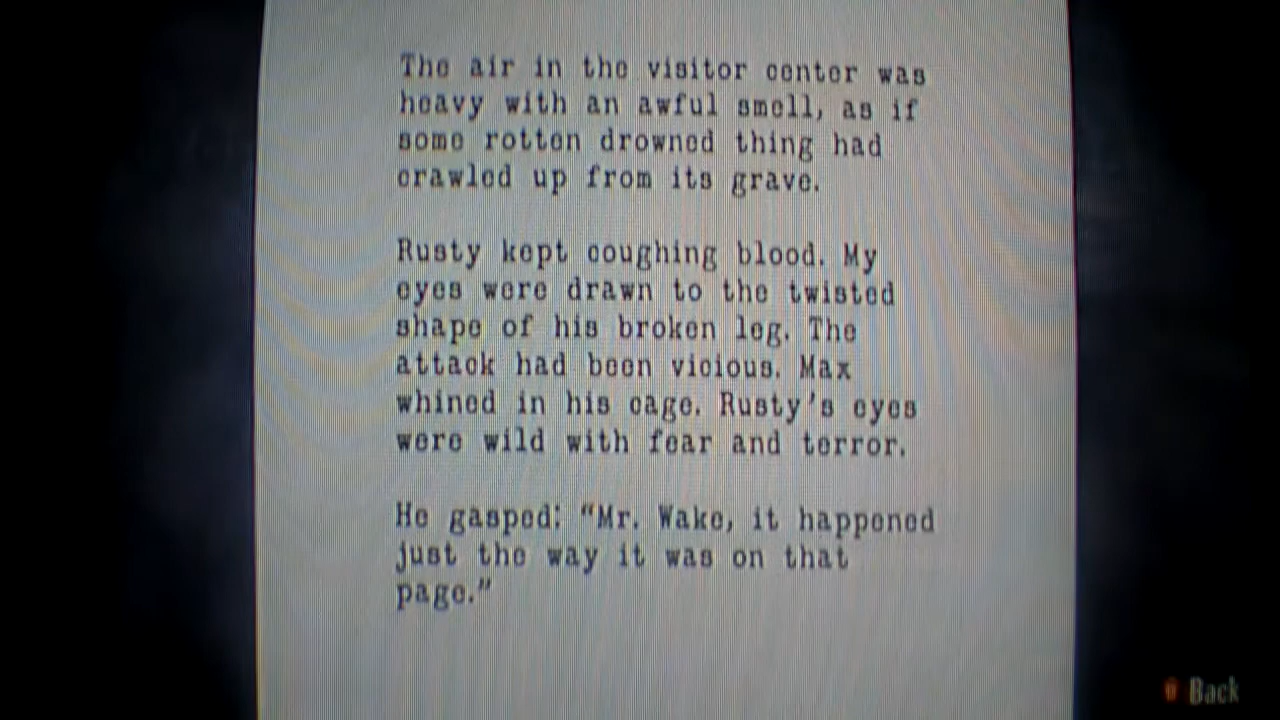 The air in the visitor center was
heavy with an awful smell, as if
some rotten drowned thing had
crawled up from its grave.
Rusty kept coughing blood. My
eyes were drawn to the twisted
shape of his broken leg. The
attack had been vicious. Max
whined in his cage. Rusty's eyes
were wild with fear and terror.
He gasped: "Mr. Wake, it happened
just the way it was on that
page."
Back